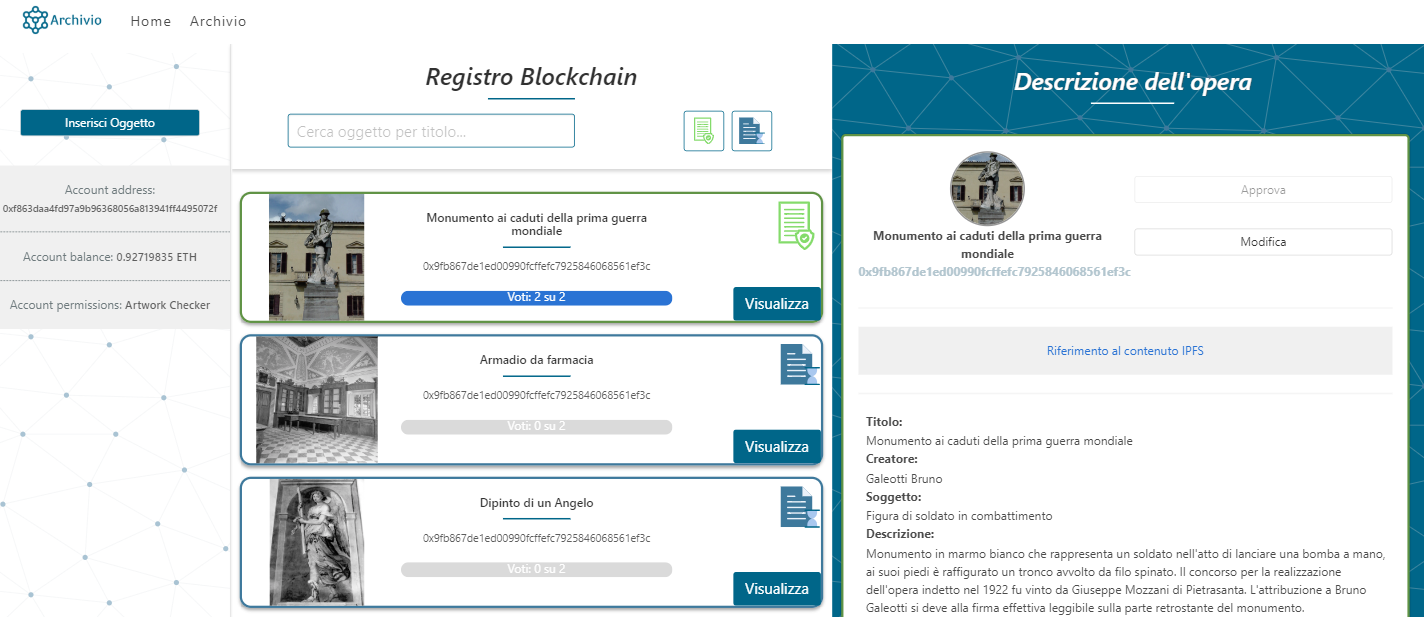 Archivio
Home
Archivio
Inserisci Oggetto
Account address:
0xf863daa4fd97a9b96368056a813941ff4495072f
Account balance: 0.92719835 ETH
Account permissions: Artwork Checker
Registro Blockchain
Cerca oggetto per titolo...
Monumento ai caduti della prima guerra
mondiale
0x9fb867de1ed00990fcffefc7925846068561ef3c
Voti: 2 su 2
Visualizza
Armadio da farmacia
0x9fb867de1ed00990fcffefc7925846068561ef3c
Voti: 0 su 2
Visualizza
Dipinto di un Angelo
0x9fb867de1ed00990fcffefc7925846068561ef3c
Voti: 0 su 2
Visualizza
Descrizione dell'opera
Monumento ai caduti della prima guerra
mondiale
0x9fb867de1ed00990fcffefc7925846068561ef3c
Approva
Modifica
Riferimento al contenuto IPFS
Titolo:
Monumento ai caduti della prima guerra mondiale
Creatore:
Galeotti Bruno
Soggetto:
Figura di soldato in combattimento
Descrizione:
Monumento in marmo bianco che rappresenta un soldato nell'atto di lanciare una bomba a mano,
ai suoi piedi è raffigurato un tronco avvolto da filo spinato. Il concorso per la realizzazione
dell'opera indetto nel 1922 fu vinto da Giuseppe Mozzani di Pietrasanta. L'attribuzione a Bruno
Galeotti si deve alla firma effettiva leggibile sulla parte retrostante del monumento.